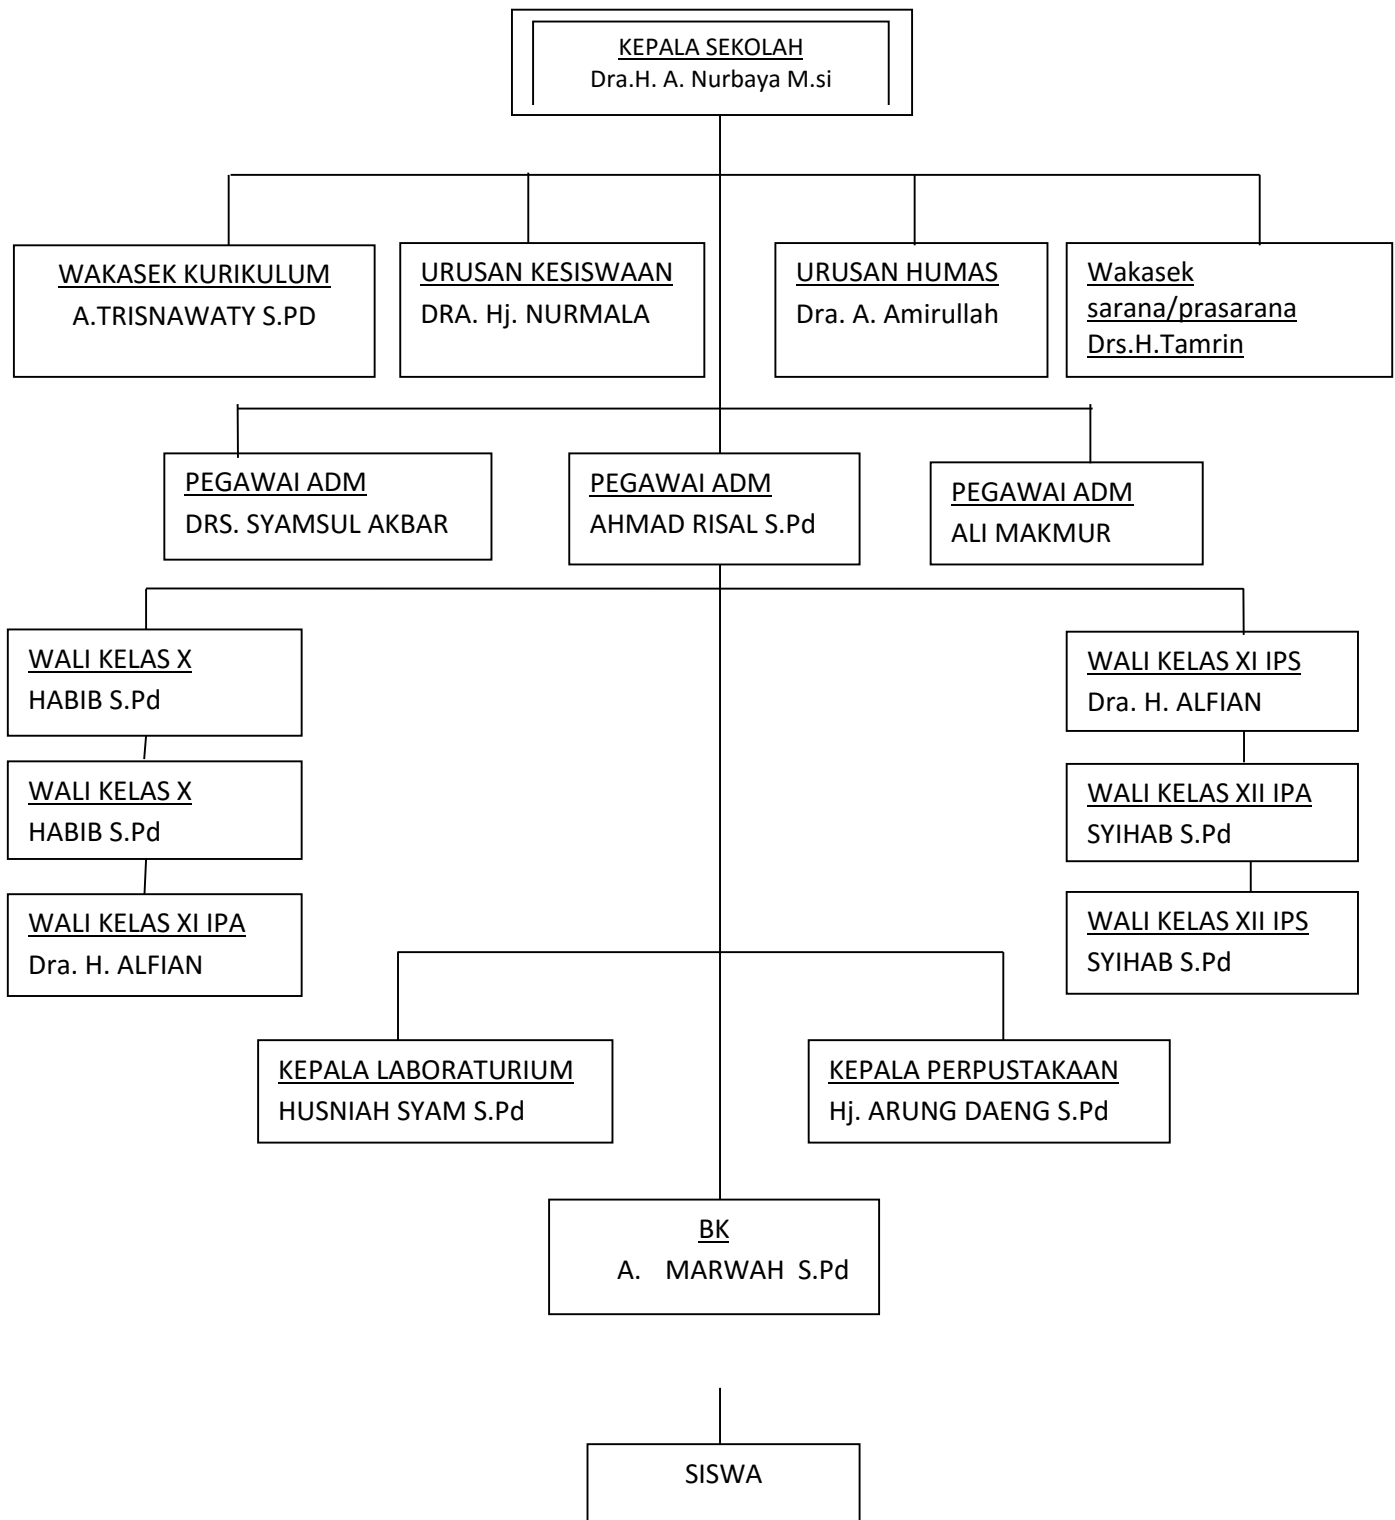 KEPALA SEKOLAH
Dra.H. A. Nurbaya M.si
WAKASEK KURIKULUM
A.TRISNAWATY S.PD
URUSAN KESISWAAN
DRA. Hj. NURMALA
URUSAN HUMAS
Dra. A. Amirullah
Wakasek
sarana/prasarana
Drs.H.Tamrin
PEGAWAI ADM
DRS. SYAMSUL AKBAR
PEGAWAI ADM
AHMAD RISAL S.Pd
PEGAWAI ADM
ALI MAKMUR
WALI KELAS X
HABIB S.Pd
WALI KELAS X
HABIB S.Pd
WALI KELAS XI IPA
Dra. H. ALFIAN
WALI KELAS XI IPS
Dra. H. ALFIAN
WALI KELAS XII IPA
SYIHAB S.Pd
WALI KELAS XII IPS
SYIHAB S.Pd
KEPALA LABORATURIUM
HUSNIAH SYAM S.Pd
KEPALA PERPUSTAKAAN
Hj. ARUNG DAENG S.Pd
BK
A. MARWAH S.Pd
SISWA